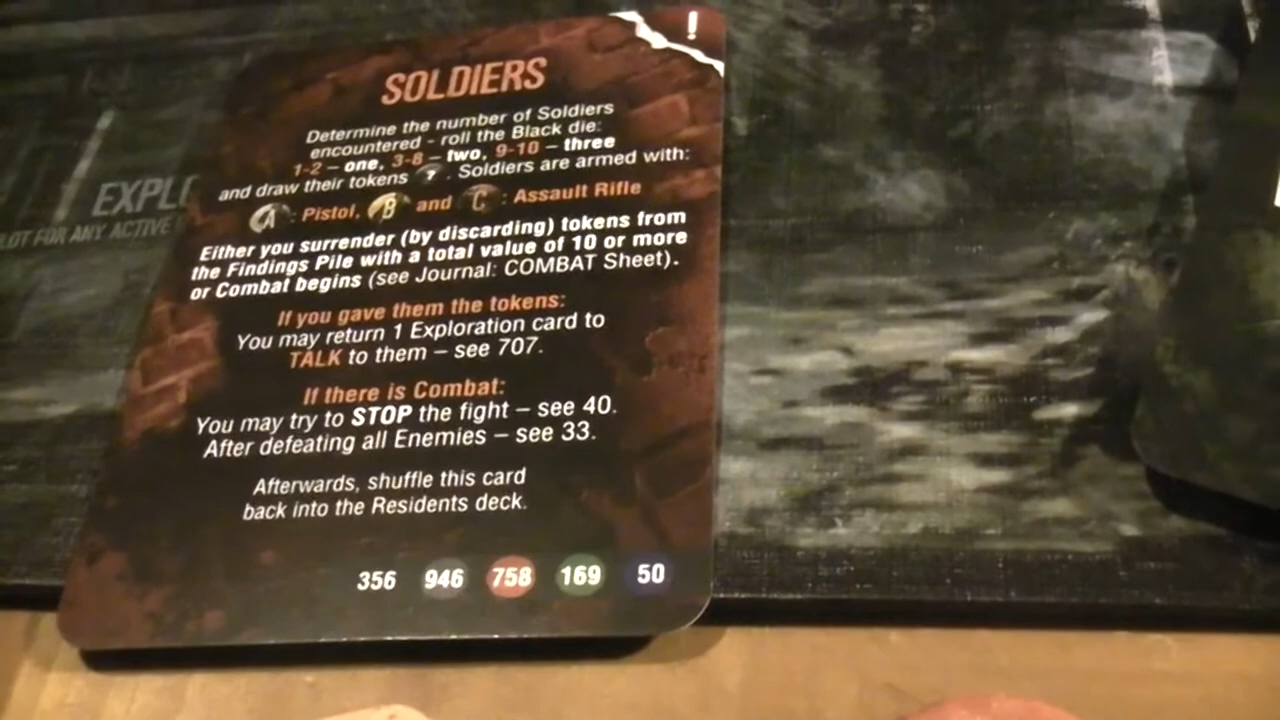 !
SOLDIERS
Determine the number of Soldiers
encountered - roll the Black die:
1-2 – one, 3-8 – two, 9-10 – three
and draw their tokens ? . Soldiers are armed with:
A : Pistol, B and C : Assault Rifle
Either you surrender (by discarding) tokens from
the Findings Pile with a total value of 10 or more
or Combat begins (see Journal: COMBAT Sheet).
If you gave them the tokens:
You may return 1 Exploration card to
TALK to them – see 707.
If there is Combat:
You may try to STOP the fight – see 40.
After defeating all Enemies – see 33.
Afterwards, shuffle this card
back into the Residents deck.
356 946 758 169 50
EXPL
LOT FOR ANY ACTIVE